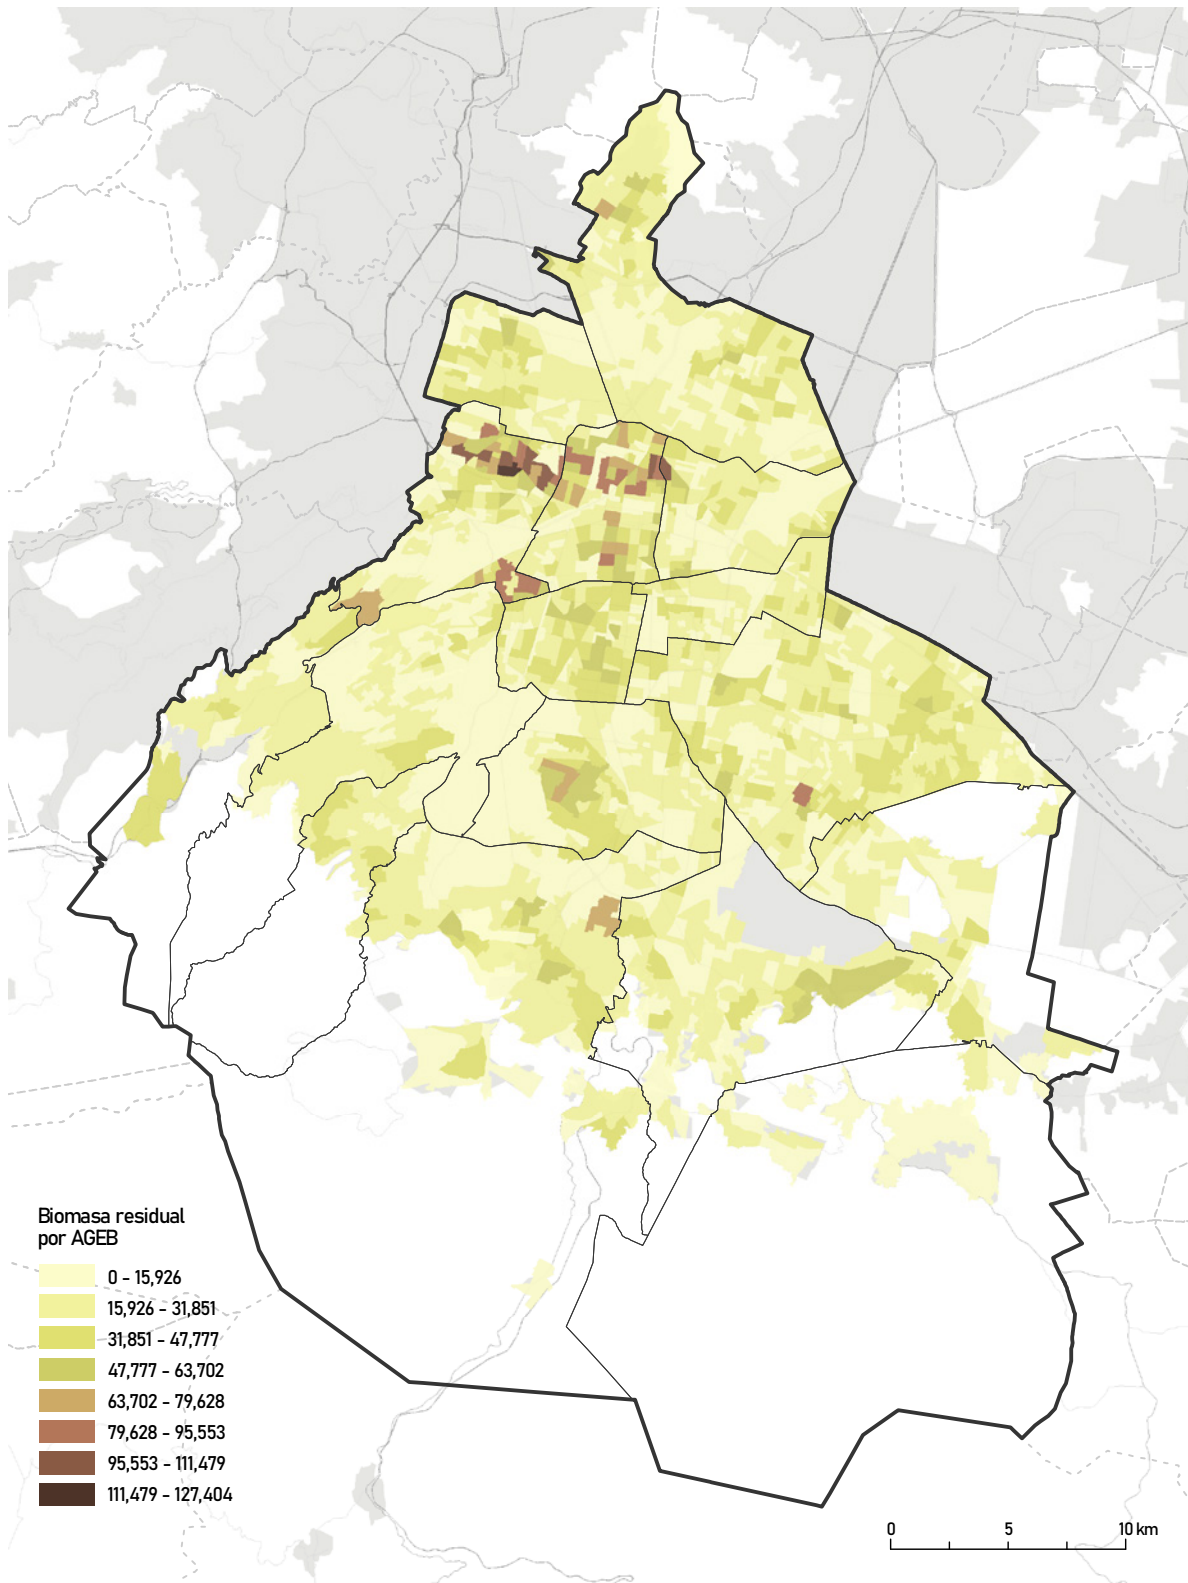 Biomasa residual
por AGEB
0 - 15,926
15,926 - 31,851
31,851 - 47,777
47,777 - 63,702
63,702 - 79,628
79,628 - 95,553
95,553 - 111,479
111,479 - 127,404
0 5 10 km